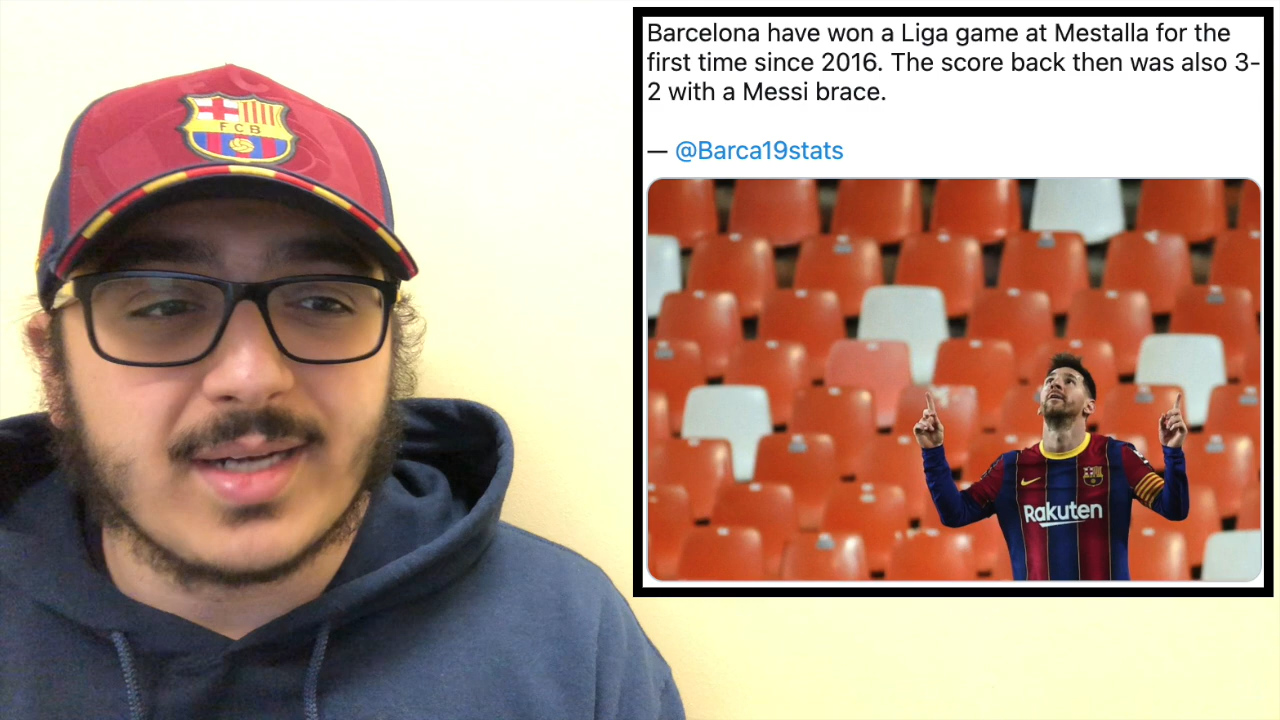 Barcelona have won a Liga game at Mestalla for the
first time since 2016. The score back then was also 3-
2 with a Messi brace.
— @Barca19stats
FCB
Rakuten